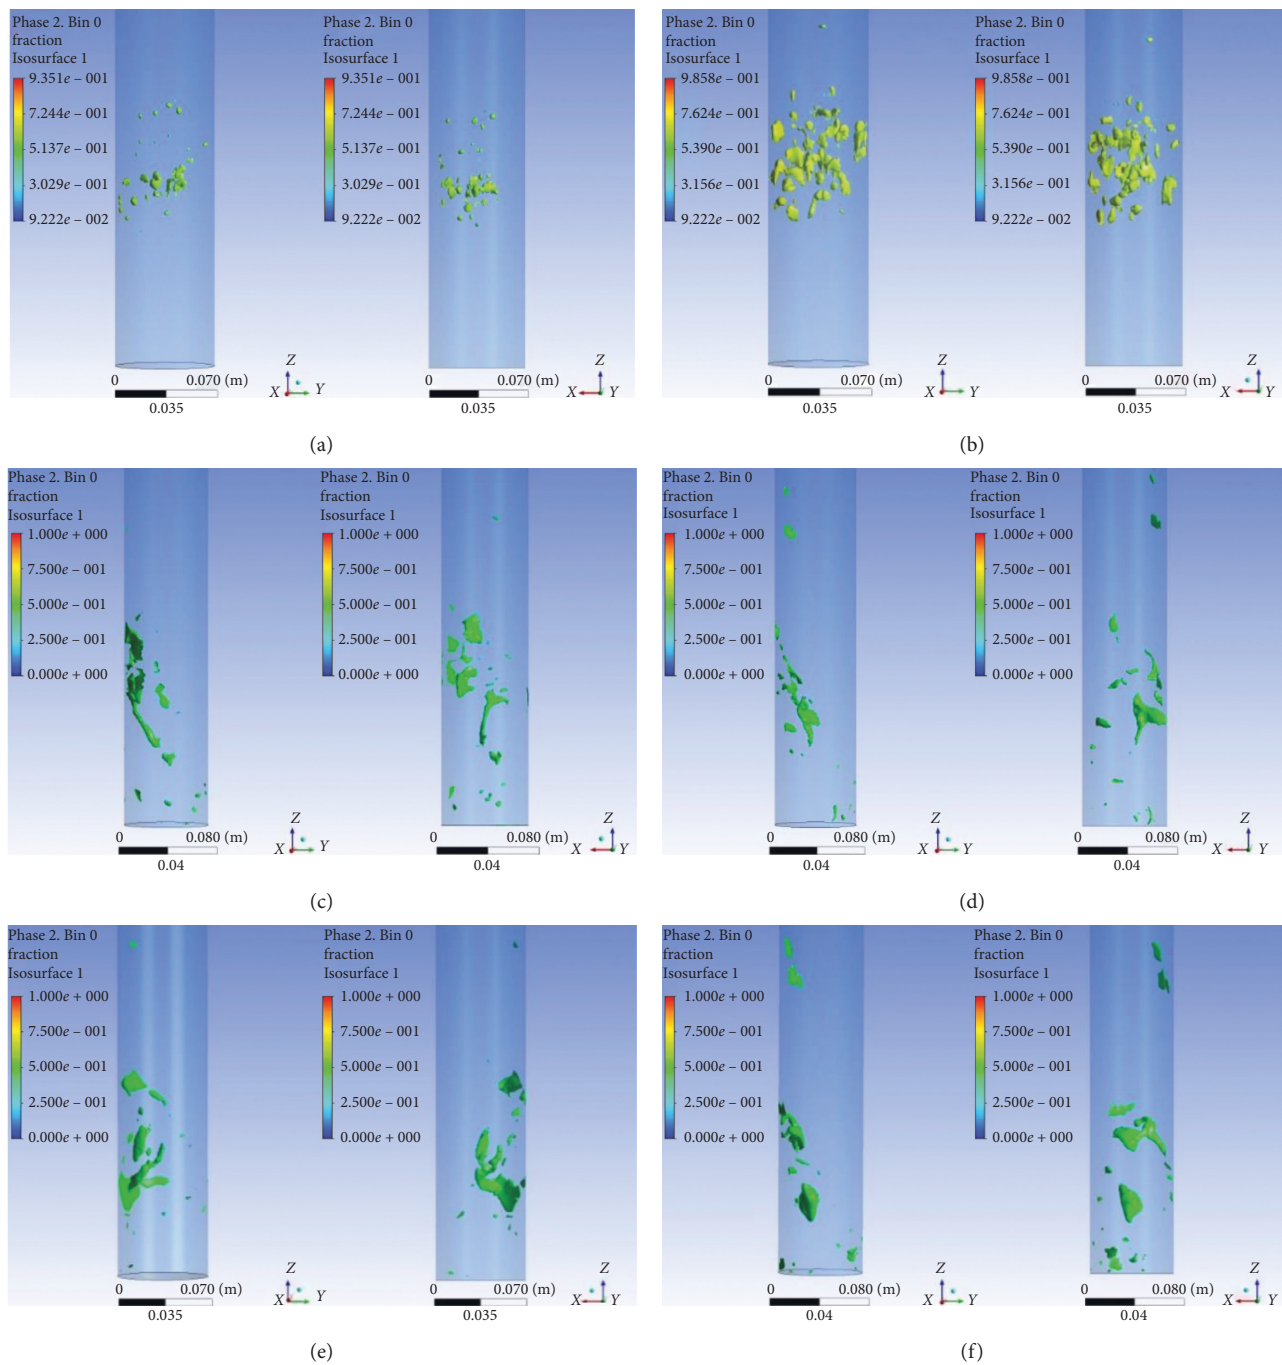 Phase 2. Bin 0
fraction
Isosurface 1
9.351e − 001
7.244e − 001
5.137e − 001
3.029e − 001
9.222e − 002
0
0.070 (m)
0.035
Z
X
Y
Phase 2. Bin 0
fraction
Isosurface 1
9.351e − 001
7.244e − 001
5.137e − 001
3.029e − 001
9.222e − 002
0
0.070 (m)
0.035
Z
X
Y
(a)
Phase 2. Bin 0
fraction
Isosurface 1
9.858e − 001
7.624e − 001
5.390e − 001
3.156e − 001
9.222e − 002
0
0.070 (m)
0.035
Z
X
Y
Phase 2. Bin 0
fraction
Isosurface 1
9.858e − 001
7.624e − 001
5.390e − 001
3.156e − 001
9.222e − 002
0
0.070 (m)
0.035
Z
X
Y
(b)
Phase 2. Bin 0
fraction
Isosurface 1
1.000e + 000
7.500e − 001
5.000e − 001
2.500e − 001
0.000e + 000
0
0.080 (m)
0.04
Z
X
Y
Phase 2. Bin 0
fraction
Isosurface 1
1.000e + 000
7.500e − 001
5.000e − 001
2.500e − 001
0.000e + 000
0
0.080 (m)
0.04
Z
X
Y
(c)
Phase 2. Bin 0
fraction
Isosurface 1
1.000e + 000
7.500e − 001
5.000e − 001
2.500e − 001
0.000e + 000
0
0.080 (m)
0.04
Z
X
Y
Phase 2. Bin 0
fraction
Isosurface 1
1.000e + 000
7.500e − 001
5.000e − 001
2.500e − 001
0.000e + 000
0
0.080 (m)
0.04
Z
X
Y
(d)
Phase 2. Bin 0
fraction
Isosurface 1
1.000e + 000
7.500e − 001
5.000e − 001
2.500e − 001
0.000e + 000
0
0.070 (m)
0.035
Z
X
Y
Phase 2. Bin 0
fraction
Isosurface 1
1.000e + 000
7.500e − 001
5.000e − 001
2.500e − 001
0.000e + 000
0
0.070 (m)
0.035
Z
X
Y
(e)
Phase 2. Bin 0
fraction
Isosurface 1
1.000e + 000
7.500e − 001
5.000e − 001
2.500e − 001
0.000e + 000
0
0.080 (m)
0.04
Z
X
Y
Phase 2. Bin 0
fraction
Isosurface 1
1.000e + 000
7.500e − 001
5.000e − 001
2.500e − 001
0.000e + 000
0
0.080 (m)
0.04
Z
X
Y
(f)